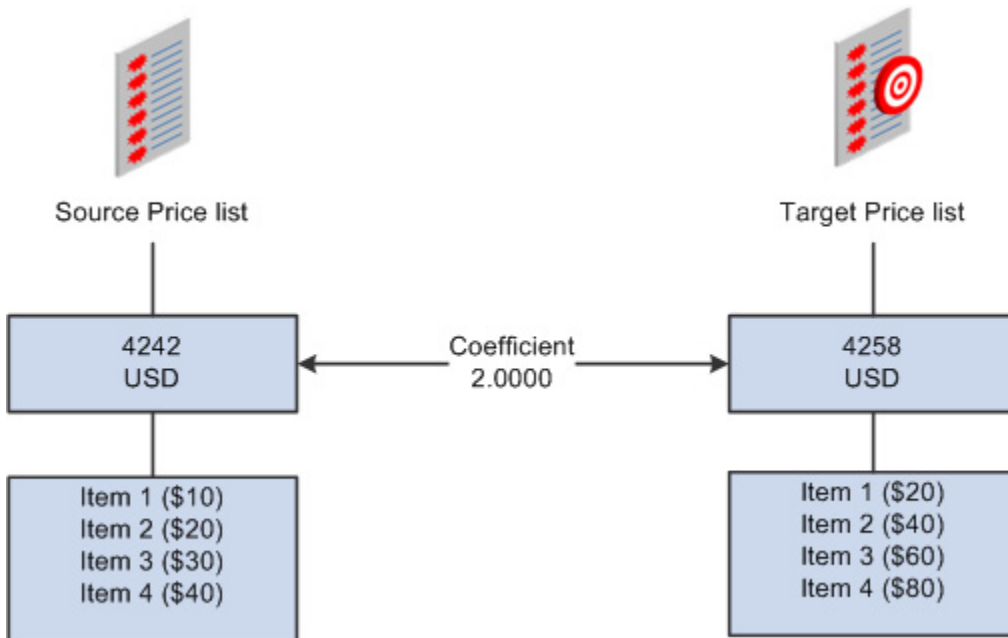 Source Price list
Target Price list
4242
USD
Coefficient
2.0000
4258
USD
Item 1 ($10)
Item 2 ($20)
Item 3 ($30)
Item 4 ($40)
Item 1 ($20)
Item 2 ($40)
Item 3 ($60)
Item 4 ($80)